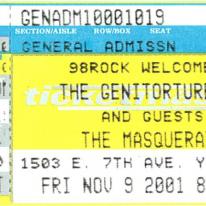 GENADM10001019
SECTION/AISLE ROW/BOX SEAT
GENERAL ADMISSN
98ROCK WELCOME
THE GENITORTURE
AND GUESTS
THE MASQUERA
1503 E. 7TH AVE. Y
FRI NOV 9 2001 8